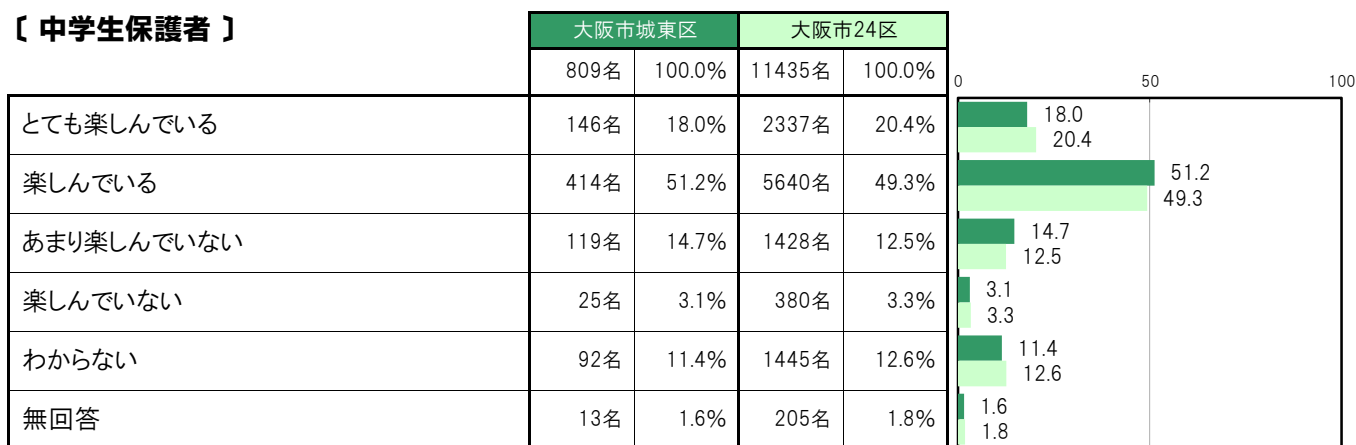 〔 中学生保護者 〕
大阪市城東区 大阪市24区
809名 100.0% 11435名 100.0%
0 50 100
とても楽しんでいる 146名 18.0% 2337名 20.4%
18.0
20.4
楽しんでいる 414名 51.2% 5640名 49.3%
51.2
49.3
あまり楽しんでいない 119名 14.7% 1428名 12.5%
14.7
12.5
楽しんでいない 25名 3.1% 380名 3.3%
3.1
3.3
わからない 92名 11.4% 1445名 12.6%
11.4
12.6
無回答 13名 1.6% 205名 1.8%
1.6
1.8